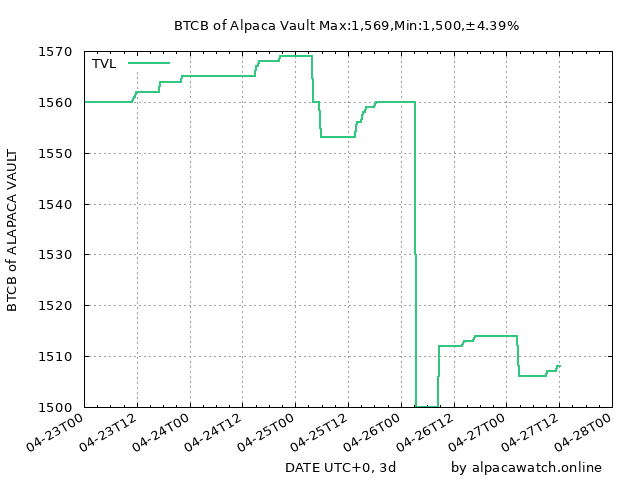 BTCB of Alpaca Vault Max:1,569,Min:1,500,±4.39%
TVL
1570
1560
1550
1540
1530
1520
1510
1500
BTCB of ALAPACA VAULT
04-23T00
04-23T12
04-24T00
04-24T12
04-25T00
04-25T12
04-26T00
04-26T12
04-27T00
04-27T12
04-28T00
DATE UTC+0, 3d
by alpacawatch.online